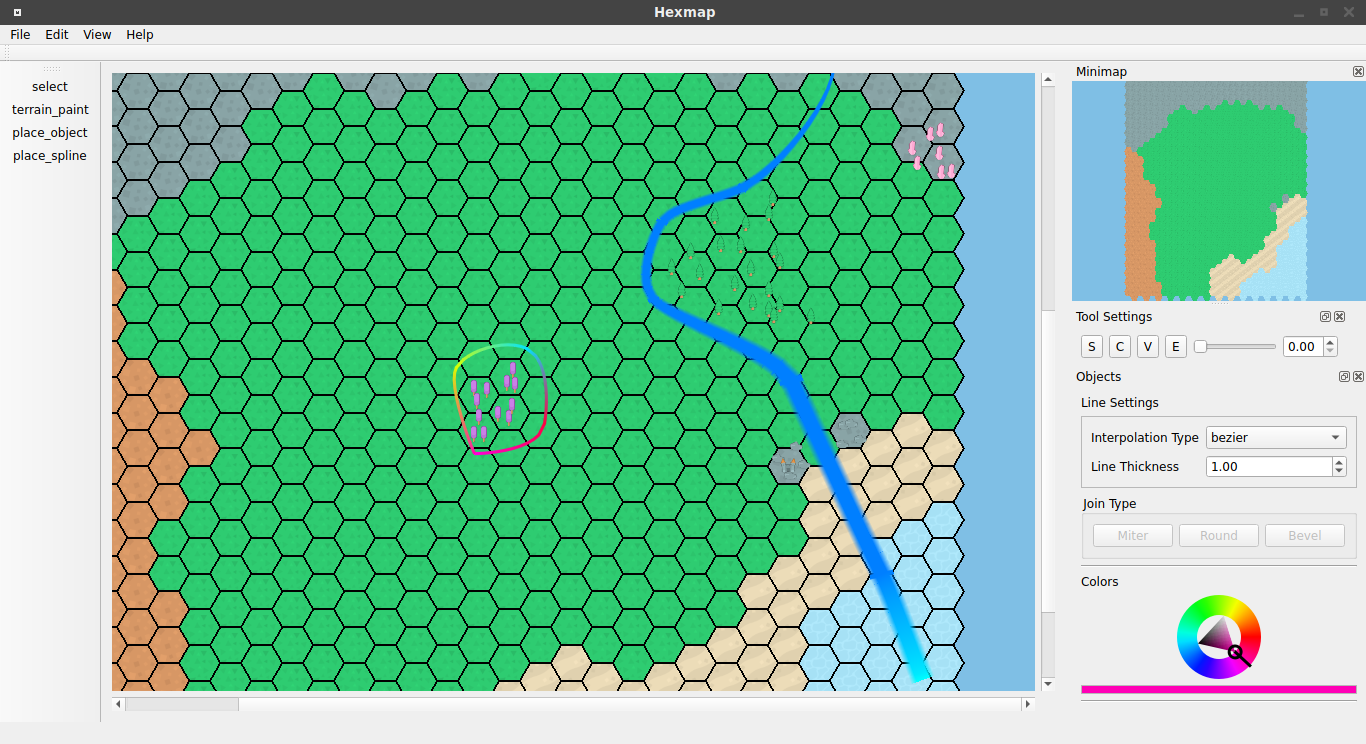 Hexmap
File Edit View Help
select
terrain_paint
place_object
place_spline
Minimap
Tool Settings
S C V E 0.00
Objects
Line Settings
Interpolation Type bezier
Line Thickness 1.00
Join Type
Miter Round Bevel
Colors